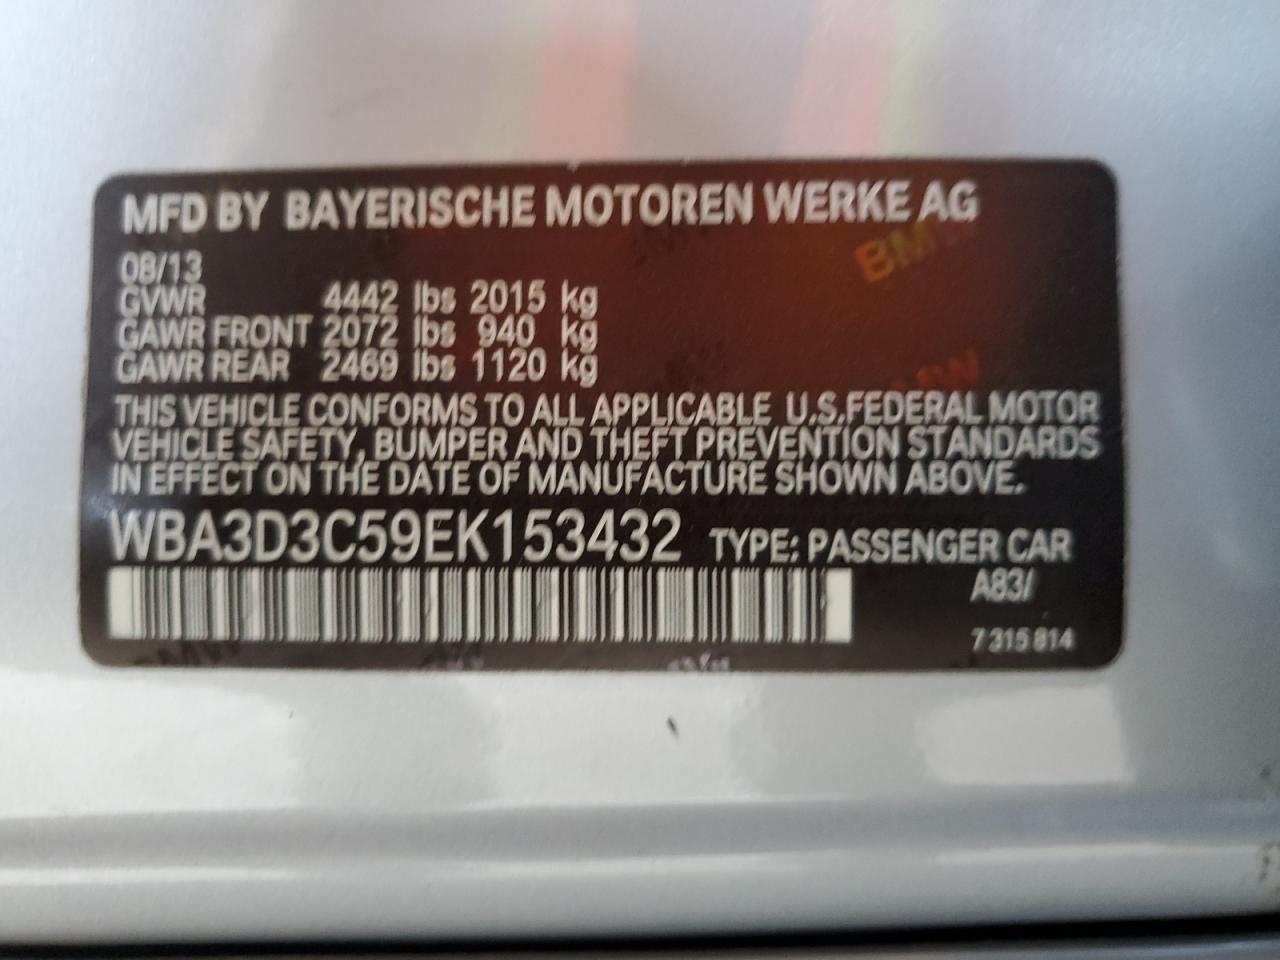 MFD BY BAYERISCHE MOTOREN WERKE AG
BMW
08/13
GVWR 4442 lbs 2015 kg
GAWR FRONT 2072 lbs 940 kg
GAWR REAR 2469 lbs 1120 kg
THIS VEHICLE CONFORMS TO ALL APPLICABLE U.S.FEDERAL MOTOR
VEHICLE SAFETY, BUMPER AND THEFT PREVENTION STANDARDS
IN EFFECT ON THE DATE OF MANUFACTURE SHOWN ABOVE.
WBA3D3C59EK153432 TYPE: PASSENGER CAR
A83/
7 315 814